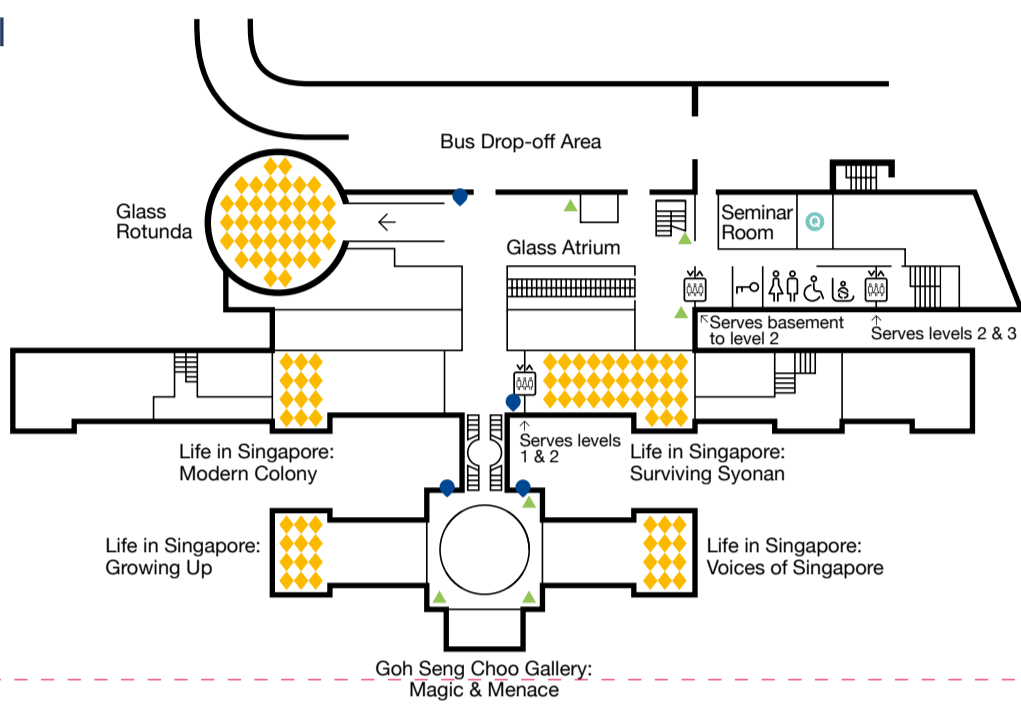 Bus Drop-off Area
Glass
Rotunda
Seminar
Room
Q
Glass Atrium
Serves basement
to level 2
Serves levels 2 & 3
Serves levels
1 & 2
Life in Singapore:
Modern Colony
Life in Singapore:
Surviving Syonan
Life in Singapore:
Growing Up
Life in Singapore:
Voices of Singapore
Goh Seng Choo Gallery:
Magic & Menace